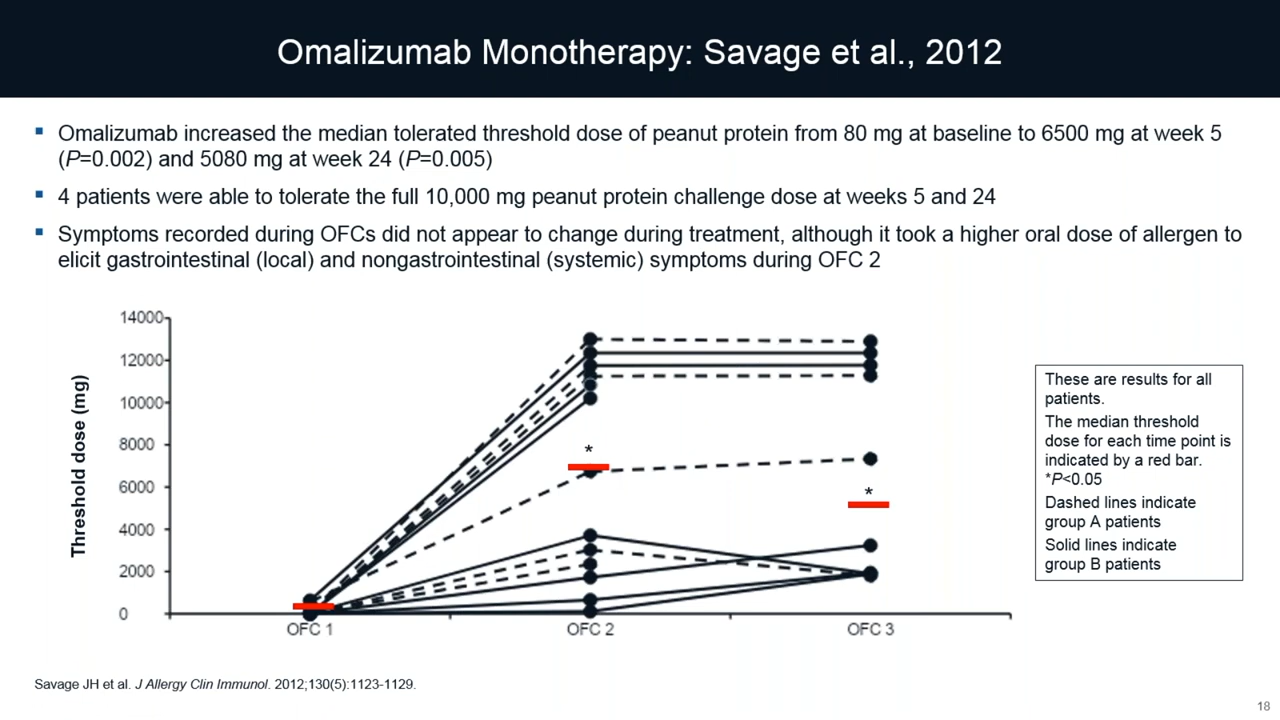 Omalizumab Monotherapy: Savage et al., 2012
▪ Omalizumab increased the median tolerated threshold dose of peanut protein from 80 mg at baseline to 6500 mg at week 5
(P=0.002) and 5080 mg at week 24 (P=0.005)
▪ 4 patients were able to tolerate the full 10,000 mg peanut protein challenge dose at weeks 5 and 24
▪ Symptoms recorded during OFCs did not appear to change during treatment, although it took a higher oral dose of allergen to
elicit gastrointestinal (local) and nongastrointestinal (systemic) symptoms during OFC 2
Threshold dose (mg)
14000
12000
10000
8000
6000
4000
2000
0
*
*
OFC 1
OFC 2
OFC 3
These are results for all
patients.
The median threshold
dose for each time point is
indicated by a red bar.
*P<0.05
Dashed lines indicate
group A patients
Solid lines indicate
group B patients
Savage JH et al. J Allergy Clin Immunol. 2012;130(5):1123-1129.
18